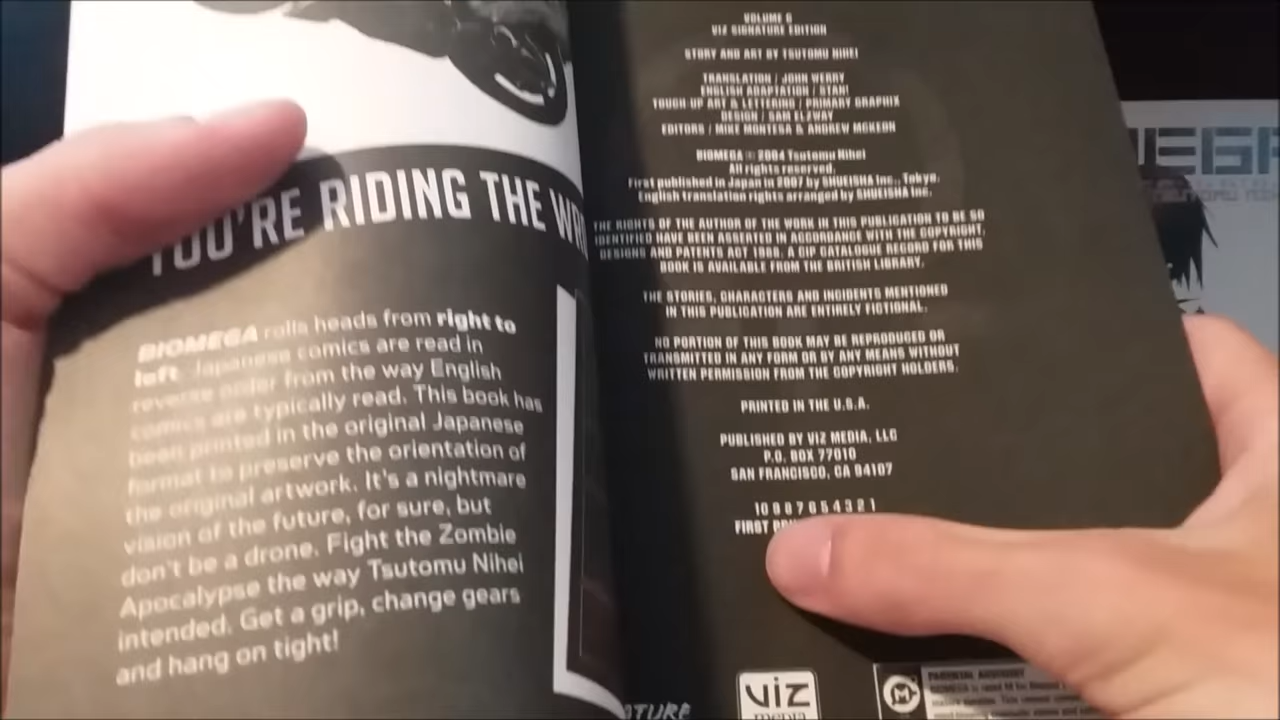 YOU'RE RIDING THE
BIOMEGA rolls heads from right to
left. Japanese comics are read in
reverse order from the way English
comics are typically read. This book has
been printed in the original Japanese
format to preserve the orientation of
the original artwork. It's a nightmare
vision of the future, for sure, but
don't be a drone. Fight the Zombie
Apocalypse the way Tsutomu Nihei
intended. Get a grip, change gears
and hang on tight!
VOLUME 6
VIZ SIGNATURE EDITION
STORY AND ART BY TSUTOMU NIHEI
TRANSLATION / JOHN WERRY
ENGLISH ADAPTATION / STAN!
TOUCH-UP ART & LETTERING / PRIMARY GRAPHIX
DESIGN / SAM ELZWAY
EDITORS / MIKE MONTESA & ANDREW MCKEON
BIOMEGA © 2004 Tsutomu Nihei
All rights reserved.
First published in Japan in 2007 by SHUEISHA Inc., Tokyo.
English translation rights arranged by SHUEISHA Inc.
THE RIGHTS OF THE AUTHOR OF THE WORK IN THIS PUBLICATION TO BE SO
IDENTIFIED HAVE BEEN ASSERTED IN ACCORDANCE WITH THE COPYRIGHT,
DESIGNS AND PATENTS ACT 1988. A CIP CATALOGUE RECORD FOR THIS
BOOK IS AVAILABLE FROM THE BRITISH LIBRARY.
THE STORIES, CHARACTERS AND INCIDENTS MENTIONED
IN THIS PUBLICATION ARE ENTIRELY FICTIONAL.
NO PORTION OF THIS BOOK MAY BE REPRODUCED OR
TRANSMITTED IN ANY FORM OR BY ANY MEANS WITHOUT
WRITTEN PERMISSION FROM THE COPYRIGHT HOLDERS.
PRINTED IN THE U.S.A.
PUBLISHED BY VIZ MEDIA, LLC
P.O. BOX 77010
SAN FRANCISCO, CA 94107
10 9 8 7 6 5 4 3 2 1
FIRST
VIZ
media
PARENTAL ADVISORY